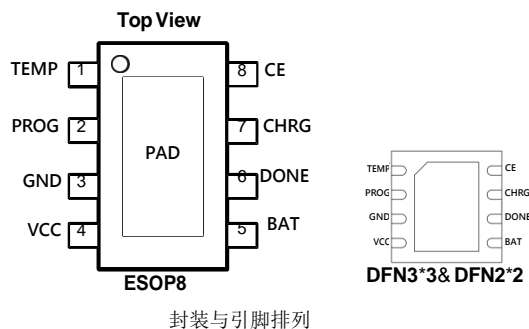 Top View
TEMP 1 8 CE
PROG 2 7 CHRG
PAD
GND 3 6 DONE
VCC 4 5 BAT
ESOP8
TEMP CE
PROG CHRG
GND DONE
VCC BAT
DFN3*3& DFN2*2
封装与引脚排列